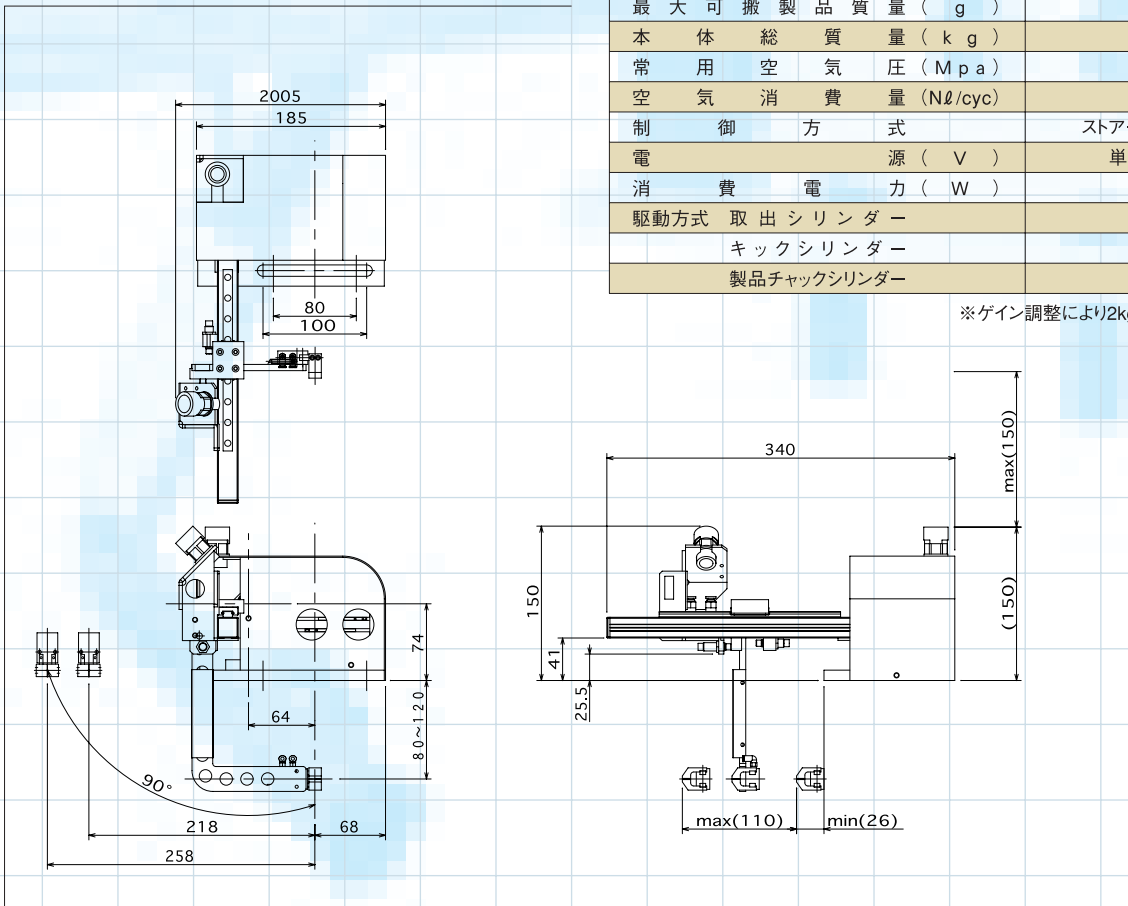 最大可搬製品質量(g)
本体総質量(kg)
常用空気圧(Mpa)
空気消費量(Nℓ/cyc)
制御方式 ストア
電源(V) 単
消費電力(W)
駆動方式 取出シリンダー
キックシリンダー
製品チャックシリンダー
※ゲイン調整により2k
2005
185
80
100
74
64
80~120
90°
218
68
258
340
max(150)
150
(150)
41
25.5
max(110)
min(26)